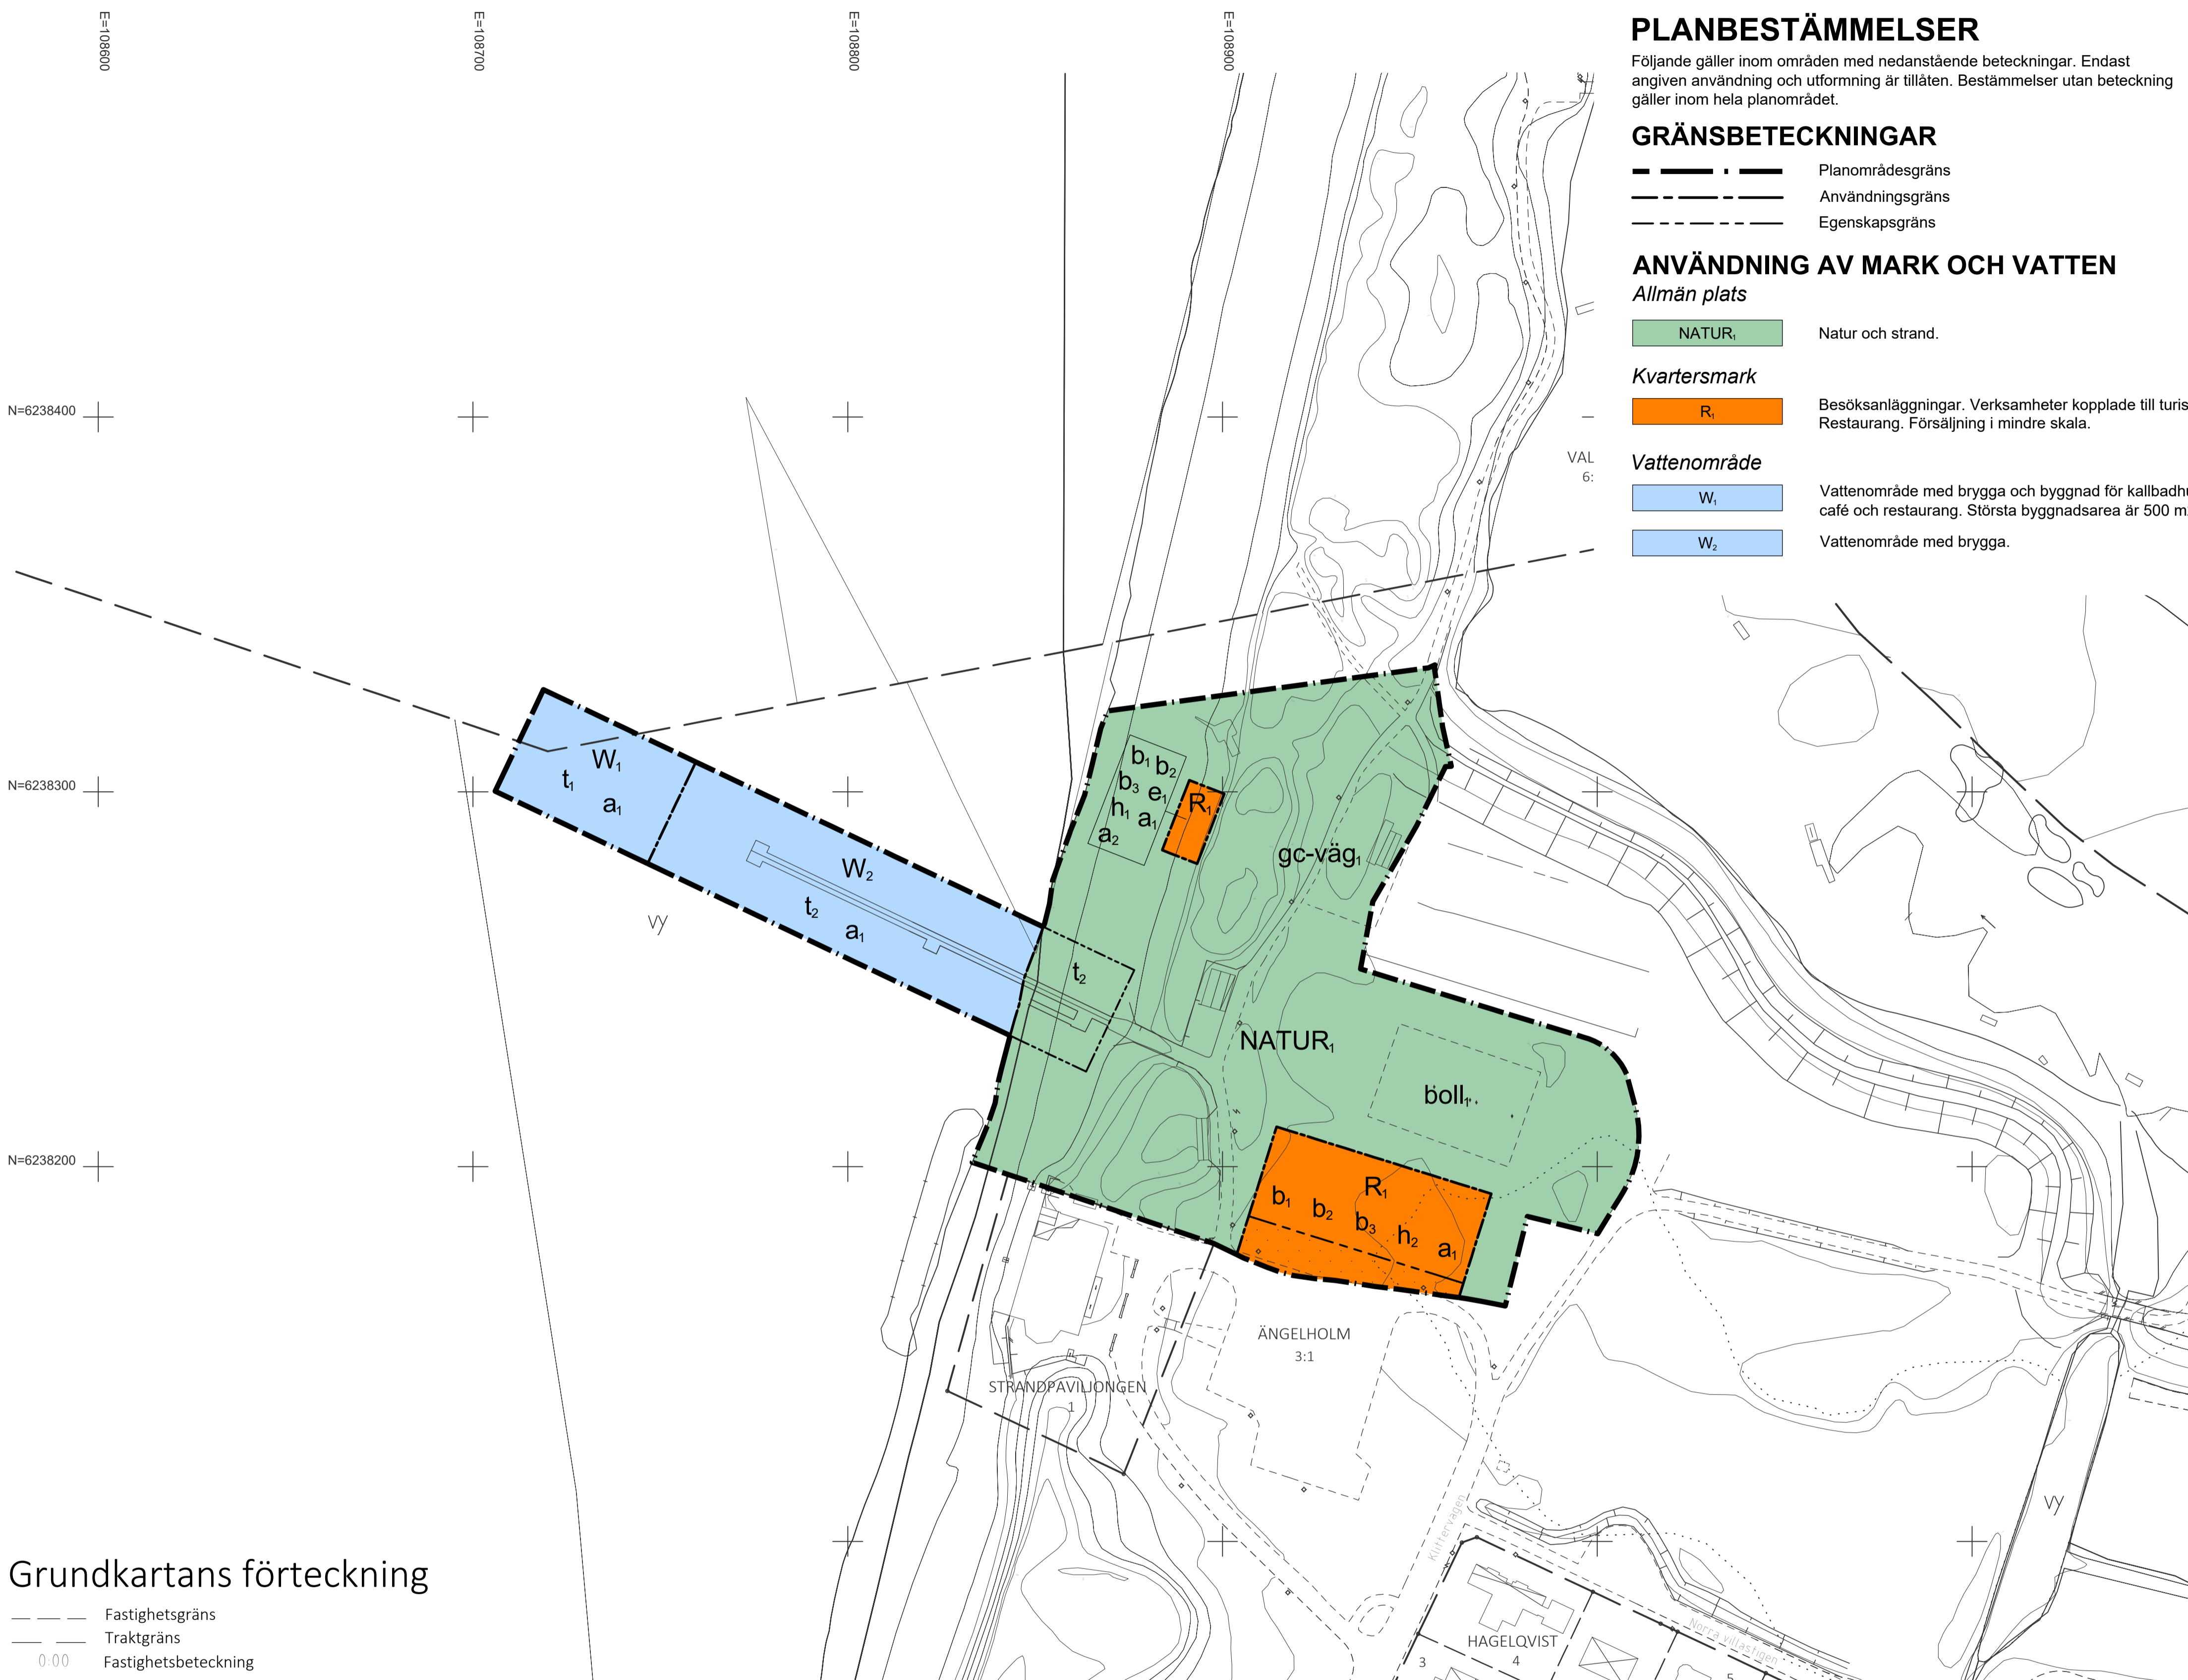 E=108600
E=108700
E=108800
E=108900
PLANBESTÄMMELSER
Följande gäller inom områden med nedanstående beteckningar. Endast
angiven användning och utformning är tillåten. Bestämmelser utan beteckning
gäller inom hela planområdet.
GRÄNSBETECKNINGAR
Planområdesgräns
Användningsgräns
Egenskapsgräns
ANVÄNDNING AV MARK OCH VATTEN
Allmän plats
NATUR₁ Natur och strand.
Kvartersmark
R₁ Besöksanläggningar. Verksamheter kopplade till turis
Restaurang. Försäljning i mindre skala.
Vattenområde
W₁ Vattenområde med brygga och byggnad för kallbadhu
café och restaurang. Största byggnadsarea är 500 m
W₂ Vattenområde med brygga.
N=6238400
VAL
6:
N=6238300
W₁
t₁
a₁
W₂
t₂
a₁
vy
b₁ b₂
b₃ e₁
h₁ a₁
a₂
R₁
gc-väg₁
t₂
NATUR₁
boll₁
N=6238200
R₁
b₁ b₂ b₃ h₂ a₁
ÄNGELHOLM
3:1
STRANDPAVILJONGEN
1
Klittervägen
vy
Norra villastigen
HAGELQVIST
3
4
5
Grundkartans förteckning
Fastighetsgräns
Traktgräns
0:00 Fastighetsbeteckning